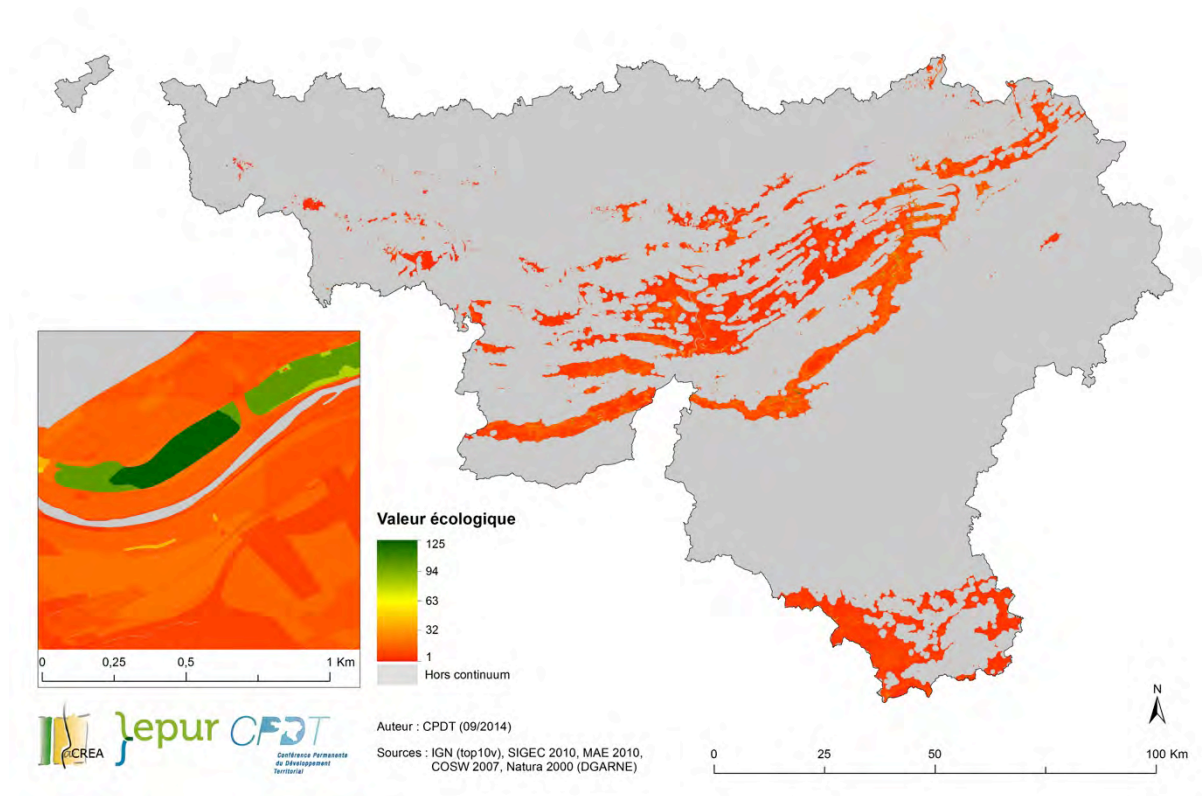 Valeur écologique
125
94
63
32
1
Hors continuum
0 0,25 0,5 1 Km
aCREA
lepur
CPDT
Conférence Permanente
du Développement
Territorial
Auteur : CPDT (09/2014)
Sources : IGN (top10v), SIGEC 2010, MAE 2010,
COSW 2007, Natura 2000 (DGARNE)
N
0 25 50 100 Km